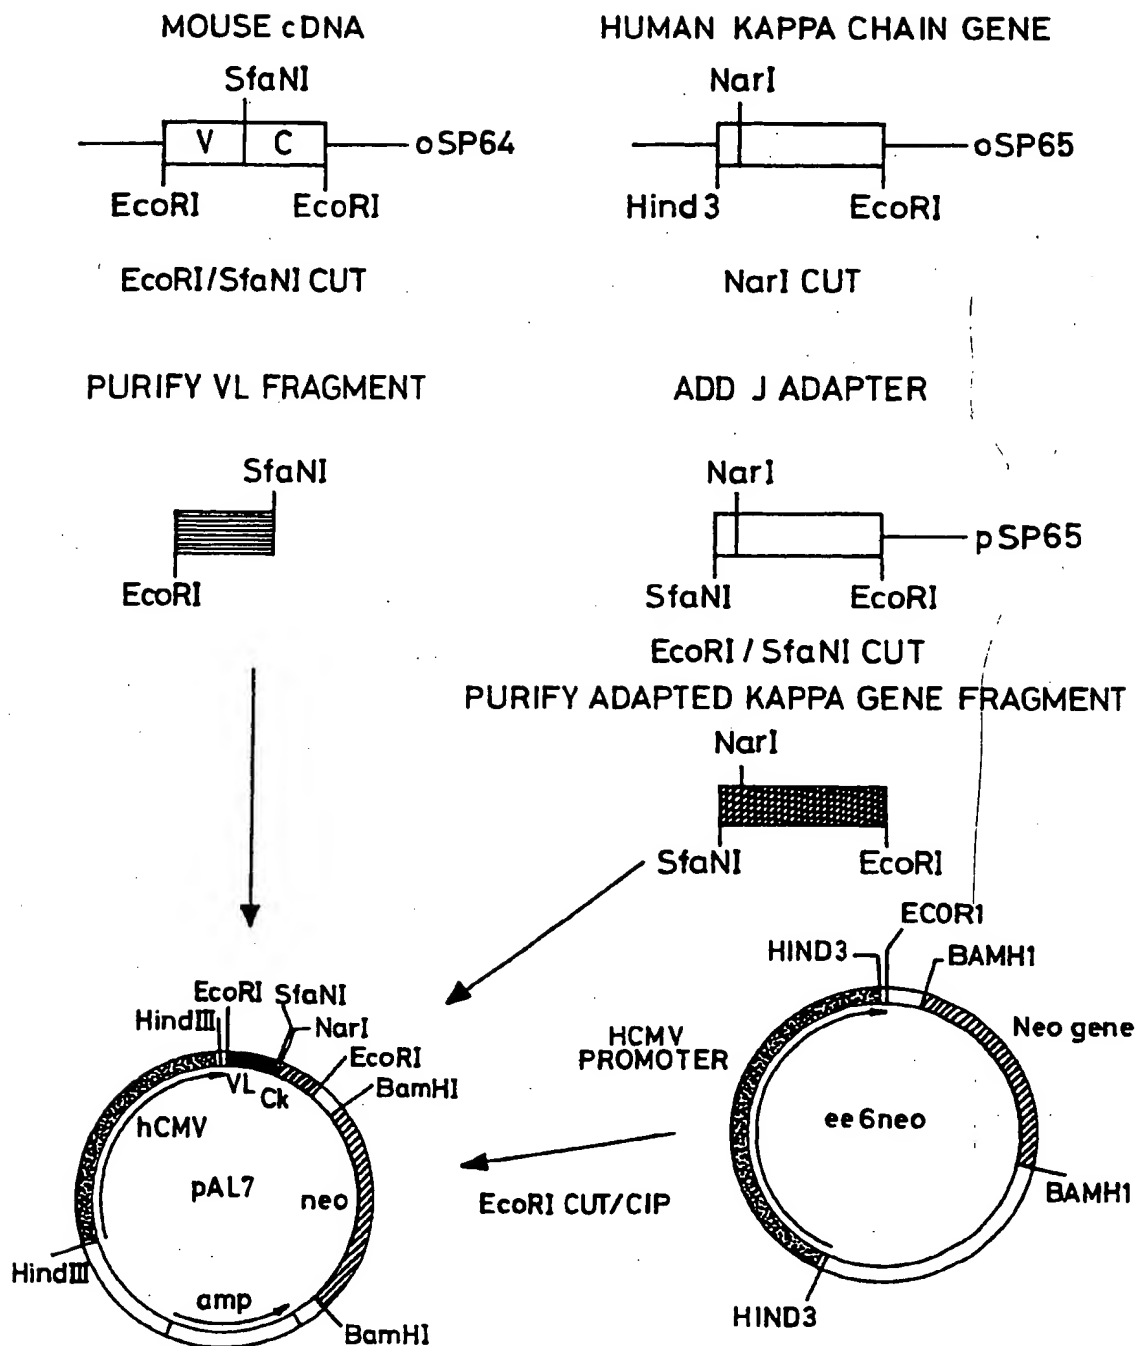 MOUSE cDNA
SfaNI
V C
oSP64
EcoRI EcoRI
EcoRI/SfaNI CUT
PURIFY VL FRAGMENT
SfaNI
EcoRI
HUMAN KAPPA CHAIN GENE
NarI
oSP65
Hind3 EcoRI
NarI CUT
ADD J ADAPTER
NarI
pSP65
SfaNI EcoRI
EcoRI / SfaNI CUT
PURIFY ADAPTED KAPPA GENE FRAGMENT
NarI
SfaNI EcoRI
ECOR1
HIND3
BAMH1
Neo gene
HCMV
PROMOTER
ee6neo
BAMH1
HIND3
EcoRI CUT/CIP
EcoRI SfaNI
HindIII
NarI
EcoRI
BamHI
VL Ck
hCMV
pAL7
neo
HindIII
amp
BamHI